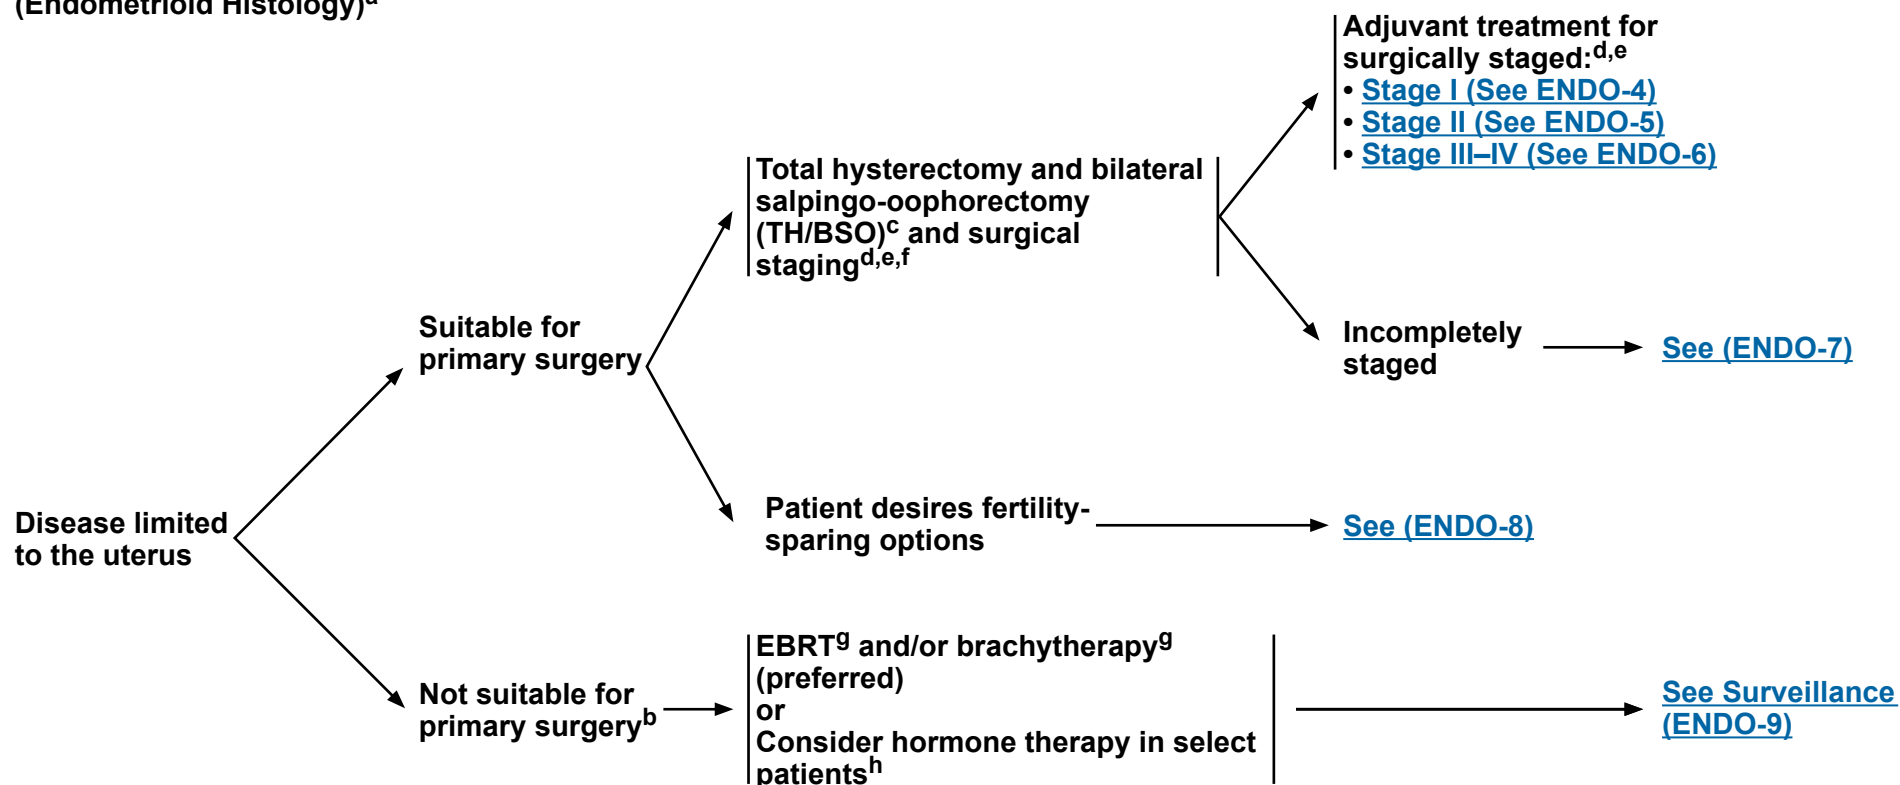 (Endometrioid Histology)a
Adjuvant treatment for
surgically staged:d,e
• Stage I (See ENDO-4)
• Stage II (See ENDO-5)
• Stage III–IV (See ENDO-6)
Total hysterectomy and bilateral
salpingo-oophorectomy
(TH/BSO)c and surgical
stagingd,e,f
Suitable for
primary surgery
Incompletely
staged
See (ENDO-7)
Patient desires fertility-
sparing options
See (ENDO-8)
Disease limited
to the uterus
Not suitable for
primary surgeryb
EBRTg and/or brachytherapyg
(preferred)
or
Consider hormone therapy in select
patientsh
See Surveillance
(ENDO-9)